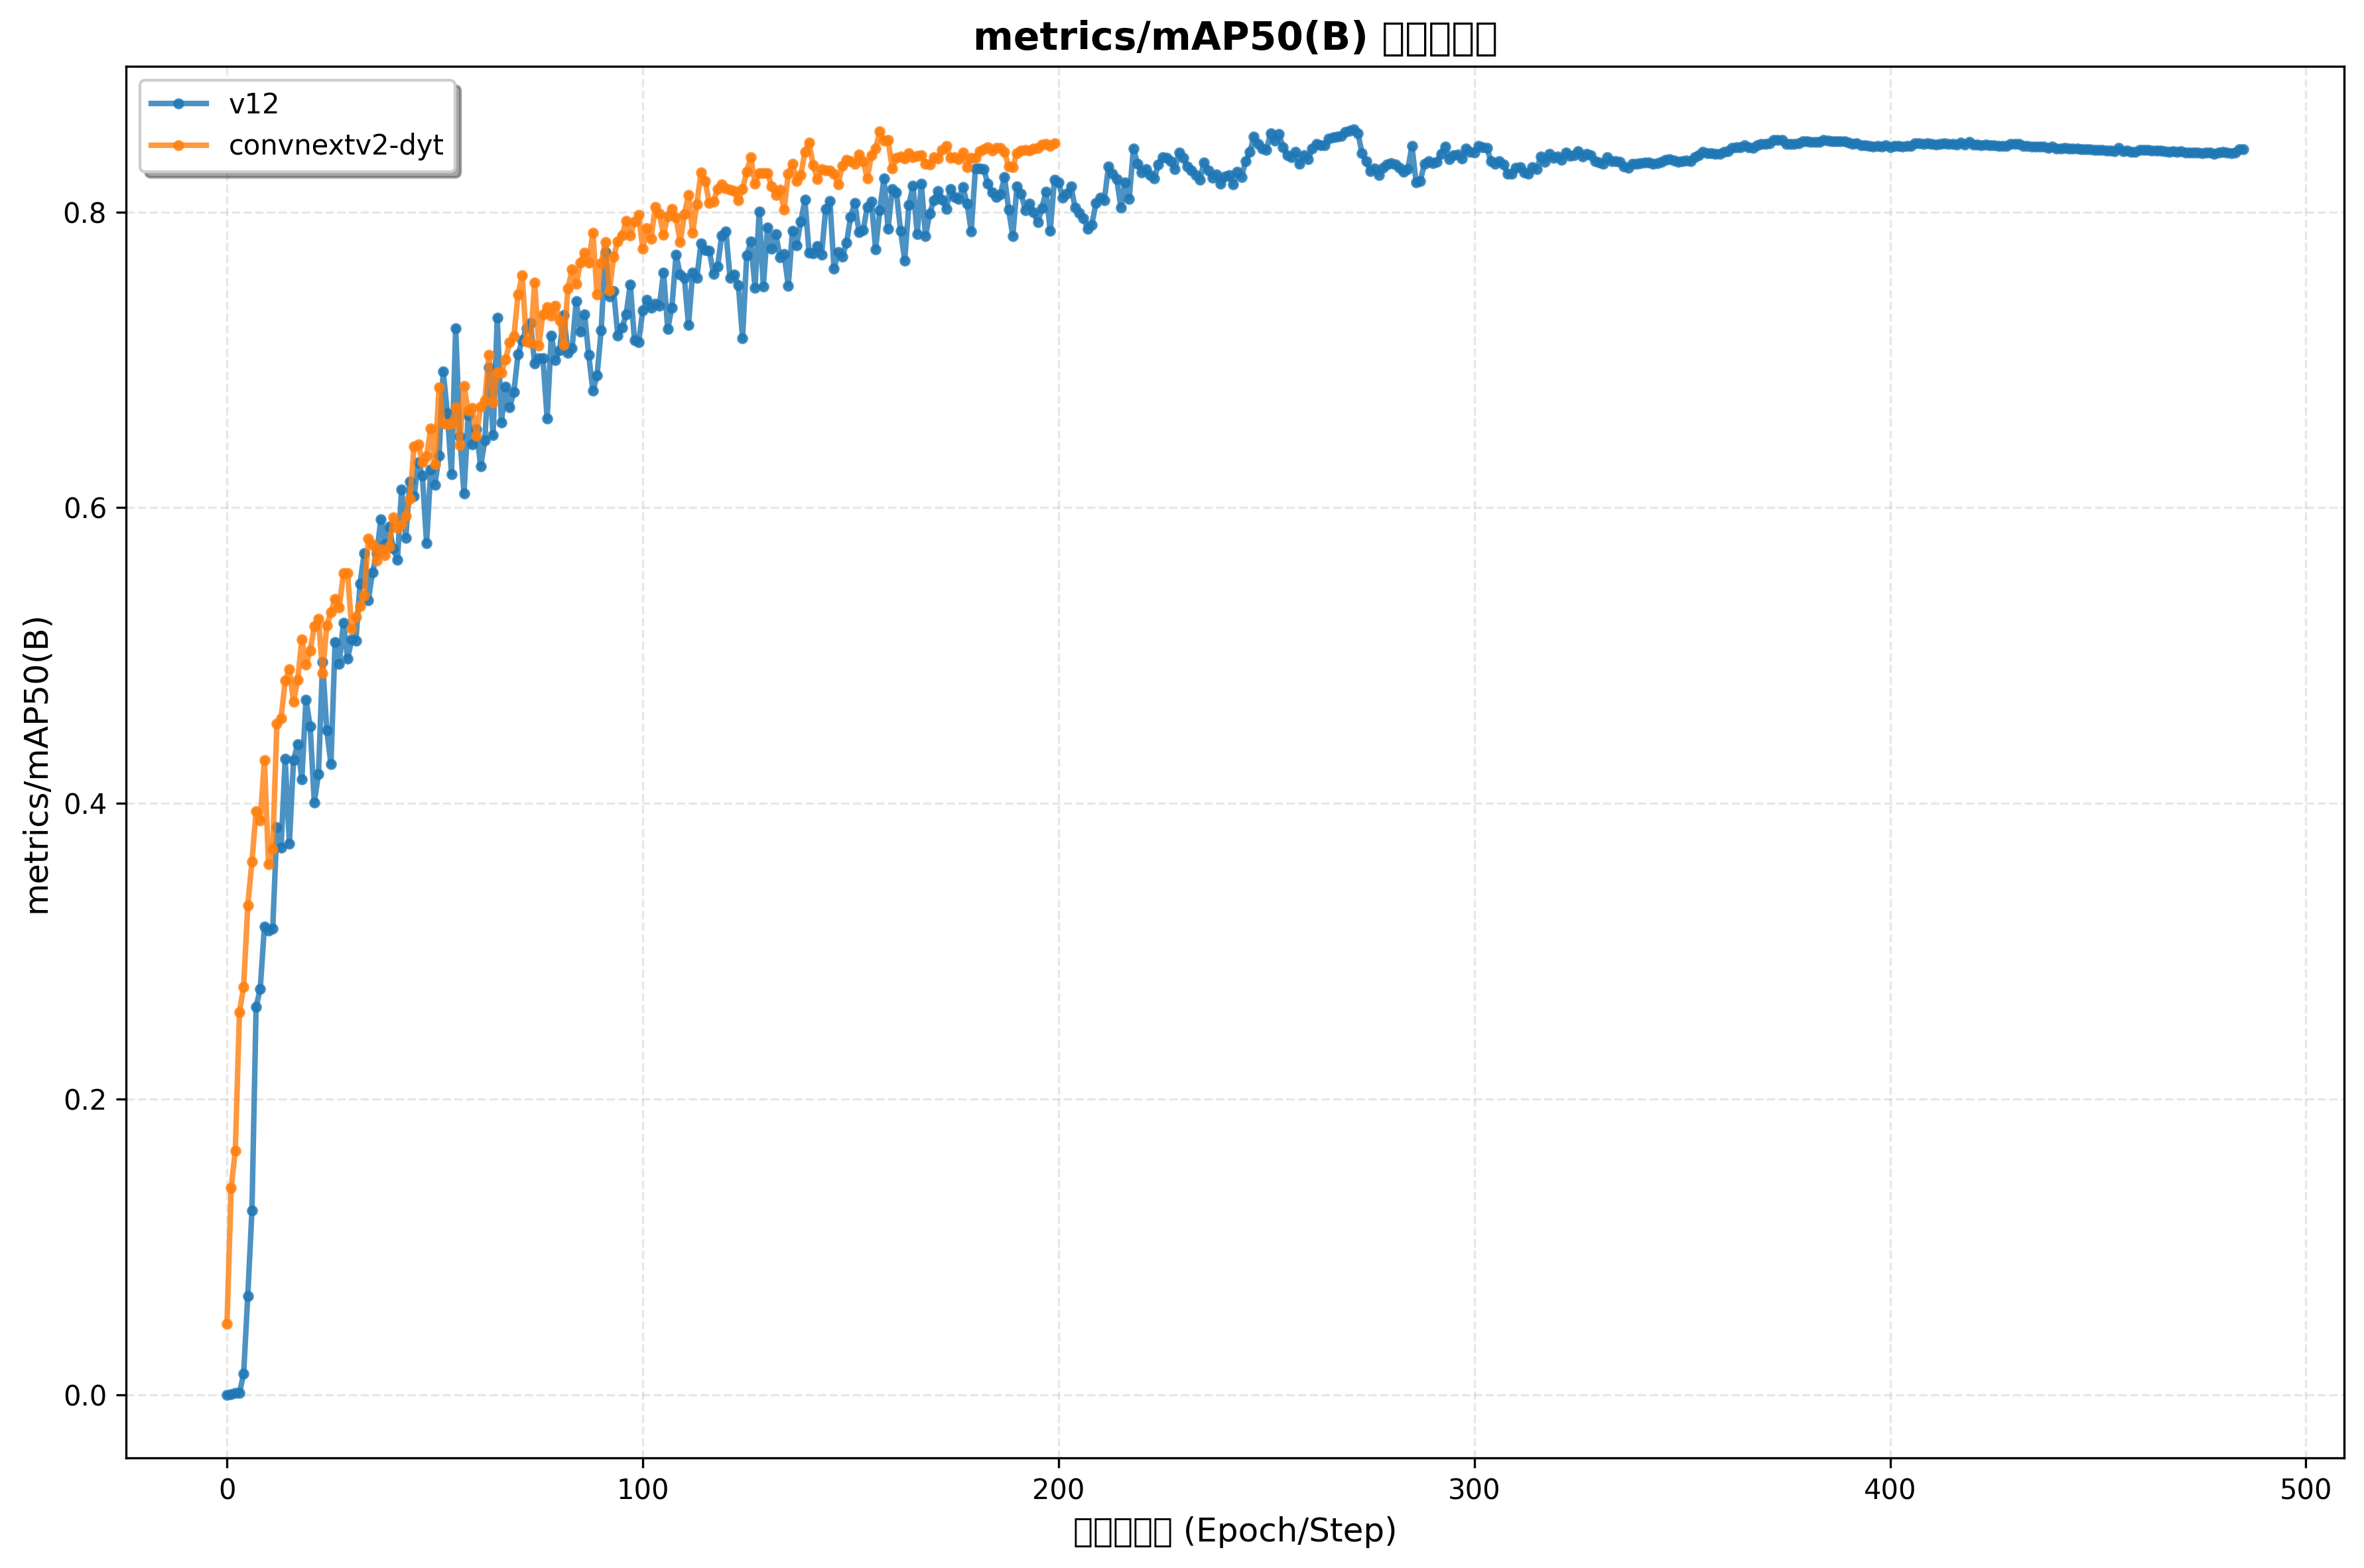 metrics/mAP50(B) □□□□□
v12
convnextv2-dyt
metrics/mAP50(B)
0.8
0.6
0.4
0.2
0.0
0 100 200 300 400 500
□□□□□ (Epoch/Step)